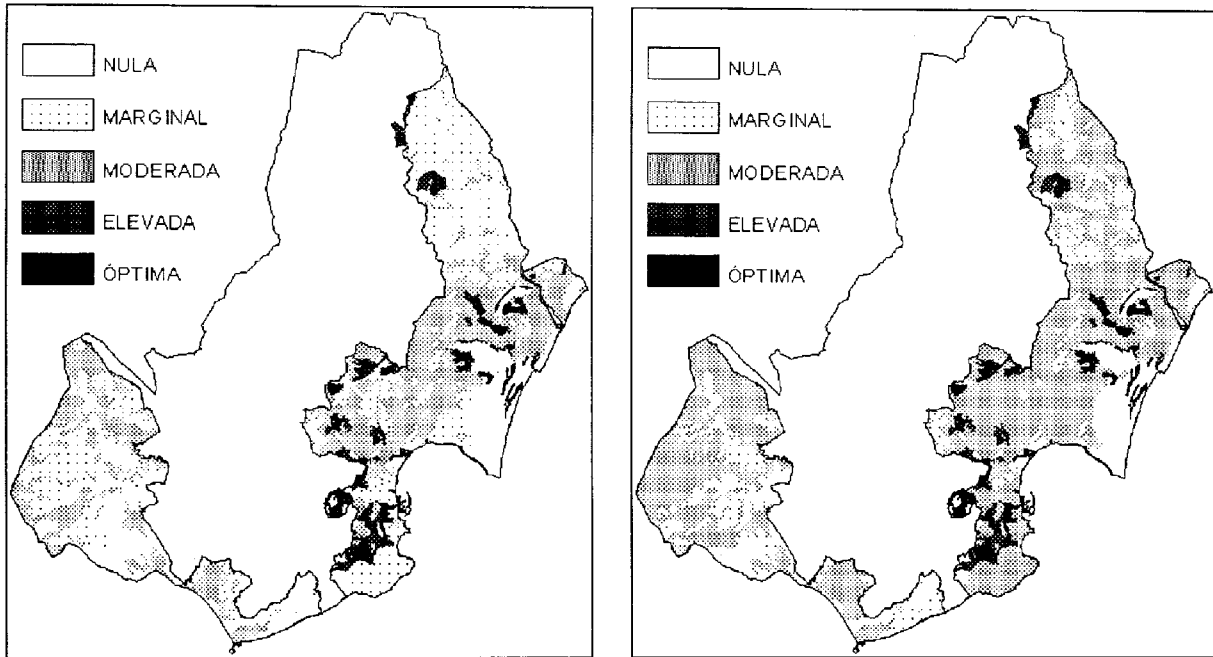 NULA
MARGINAL
MODERADA
ELEVADA
ÓPTIMA
NULA
MARGINAL
MODERADA
ELEVADA
ÓPTIMA